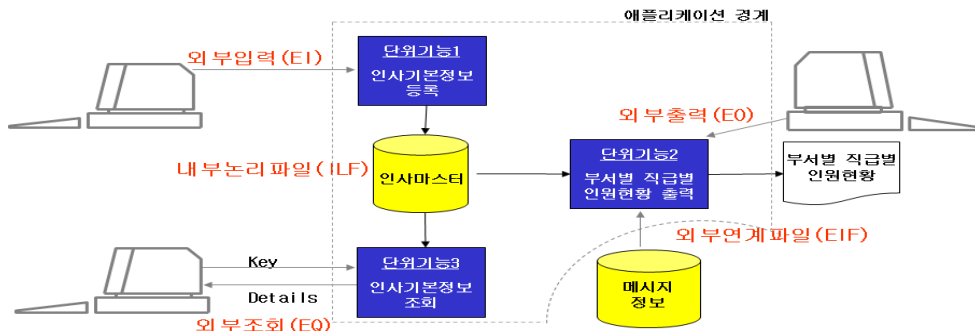 애플리케이션 경계
외부입력(EI)
단위기능1
인사기본정보
등록
외부출력(EO)
내부논리파일(ILF)
인사마스터
단위기능2
부서별 직급별
인원현황 출력
부서별 직급별
인원현황
외부연계파일(EIF)
Key
단위기능3
인사기본정보
조회
Details
메시지
정보
외부조회(EQ)